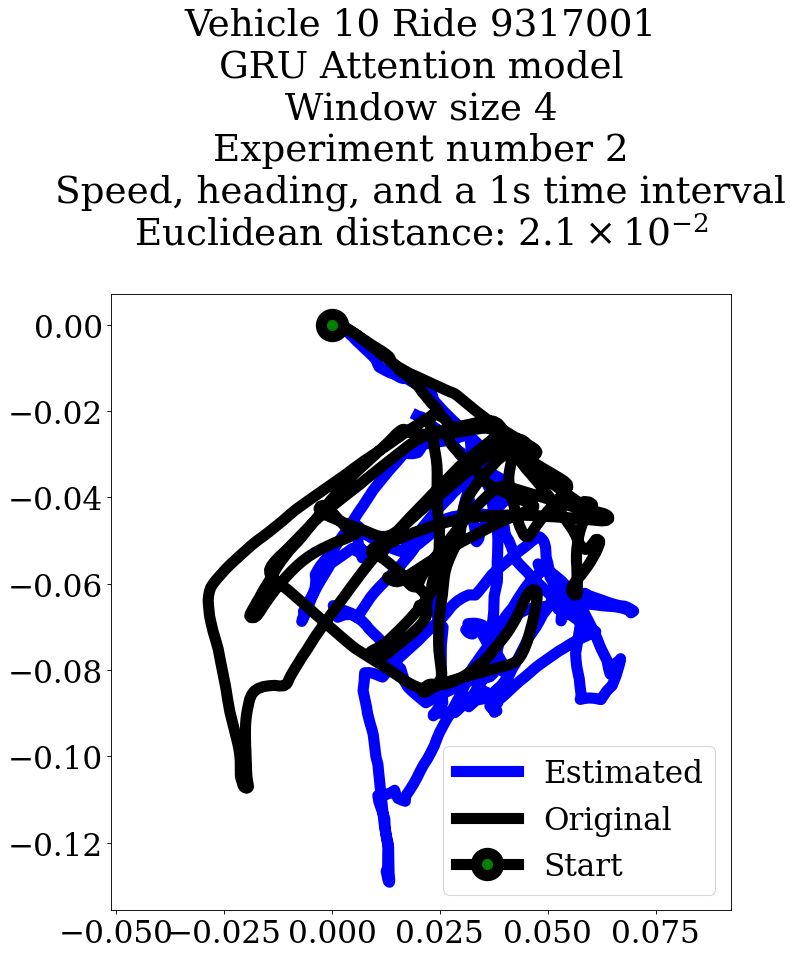 Vehicle 10 Ride 9317001
GRU Attention model
Window size 4
Experiment number 2
Speed, heading, and a 1s time interval
Euclidean distance: 2.1 × 10⁻²
0.00
−0.02
−0.04
−0.06
−0.08
−0.10
−0.12
Estimated
Original
Start
−0.050 −0.025 0.000 0.025 0.050 0.075